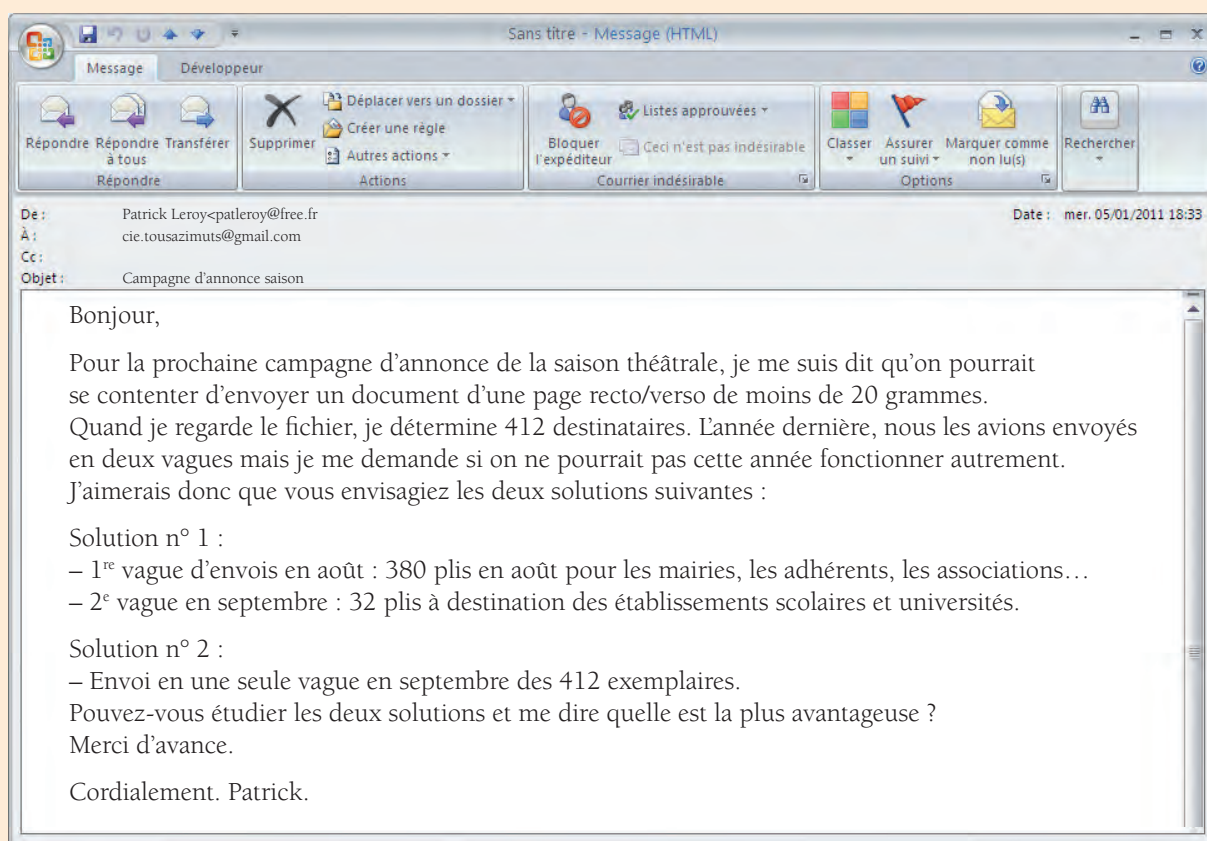 Sans titre - Message (HTML)
Message Développeur
Répondre Répondre à tous Transférer
Répondre
Supprimer
Déplacer vers un dossier
Créer une règle
Autres actions
Actions
Bloquer l'expéditeur
Listes approuvées
Ceci n'est pas indésirable
Courrier indésirable
Classer Assurer un suivi Marquer comme non lu(s)
Options
Rechercher
De : Patrick Leroy<patleroy@free.fr Date : mer. 05/01/2011 18:33
À : cie.tousazimuts@gmail.com
Cc :
Objet : Campagne d'annonce saison
Bonjour,
Pour la prochaine campagne d'annonce de la saison théâtrale, je me suis dit qu'on pourrait
se contenter d'envoyer un document d'une page recto/verso de moins de 20 grammes.
Quand je regarde le fichier, je détermine 412 destinataires. L'année dernière, nous les avions envoyés
en deux vagues mais je me demande si on ne pourrait pas cette année fonctionner autrement.
J'aimerais donc que vous envisagiez les deux solutions suivantes :
Solution n° 1 :
– 1re vague d'envois en août : 380 plis en août pour les mairies, les adhérents, les associations…
– 2e vague en septembre : 32 plis à destination des établissements scolaires et universités.
Solution n° 2 :
– Envoi en une seule vague en septembre des 412 exemplaires.
Pouvez-vous étudier les deux solutions et me dire quelle est la plus avantageuse ?
Merci d'avance.
Cordialement. Patrick.